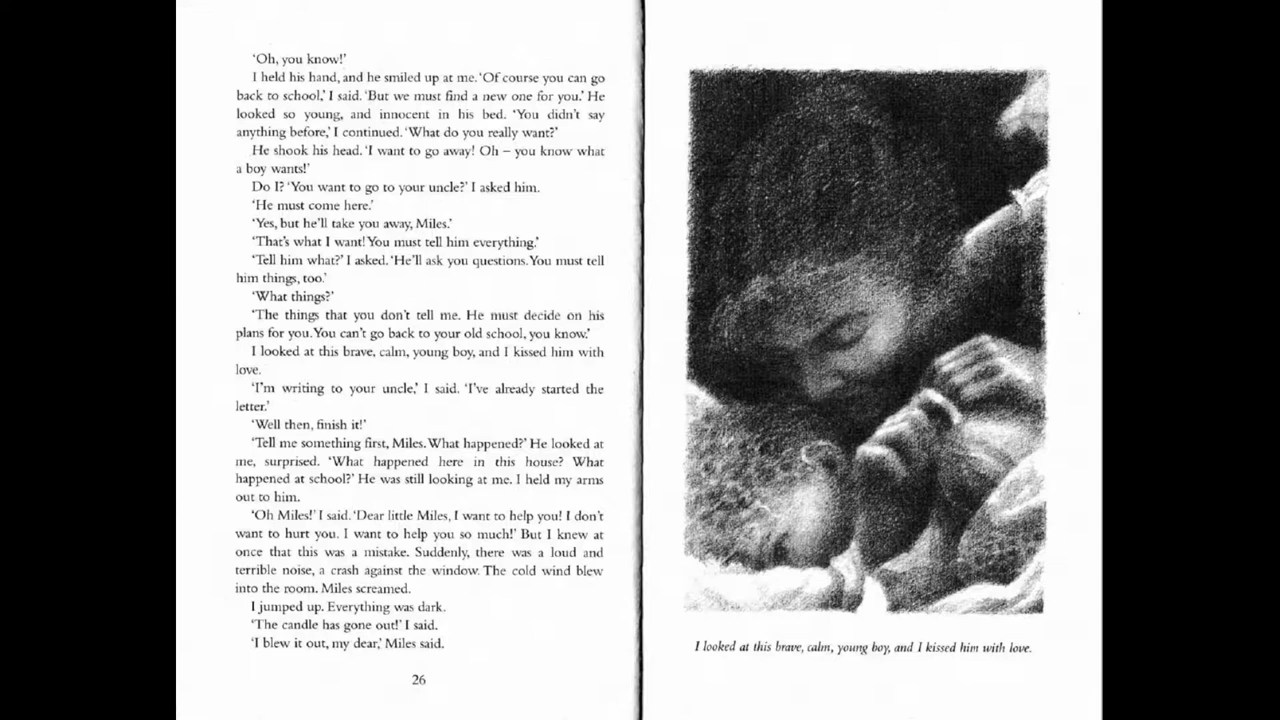 ‘Oh, you know!’
I held his hand, and he smiled up at me. ‘Of course you can go
back to school,’ I said. ‘But we must find a new one for you.’ He
looked so young, and innocent in his bed. ‘You didn’t say
anything before,’ I continued. ‘What do you really want?’
He shook his head. ‘I want to go away! Oh – you know what
a boy wants!’
Do I? ‘You want to go to your uncle?’ I asked him.
‘He must come here.’
‘Yes, but he’ll take you away, Miles.’
‘That’s what I want! You must tell him everything.’
‘Tell him what?’ I asked. ‘He’ll ask you questions. You must tell
him things, too.’
‘What things?’
‘The things that you don’t tell me. He must decide on his
plans for you. You can’t go back to your old school, you know.’
I looked at this brave, calm, young boy, and I kissed him with
love.
‘I’m writing to your uncle,’ I said. ‘I’ve already started the
letter.’
‘Well then, finish it!’
‘Tell me something first, Miles. What happened?’ He looked at
me, surprised. ‘What happened here in this house? What
happened at school?’ He was still looking at me. I held my arms
out to him.
‘Oh Miles!’ I said. ‘Dear little Miles, I want to help you! I don’t
want to hurt you. I want to help you so much!’ But I knew at
once that this was a mistake. Suddenly, there was a loud and
terrible noise, a crash against the window. The cold wind blew
into the room. Miles screamed.
I jumped up. Everything was dark.
‘The candle has gone out!’ I said.
‘I blew it out, my dear,’ Miles said.
26
I looked at this brave, calm, young boy, and I kissed him with love.